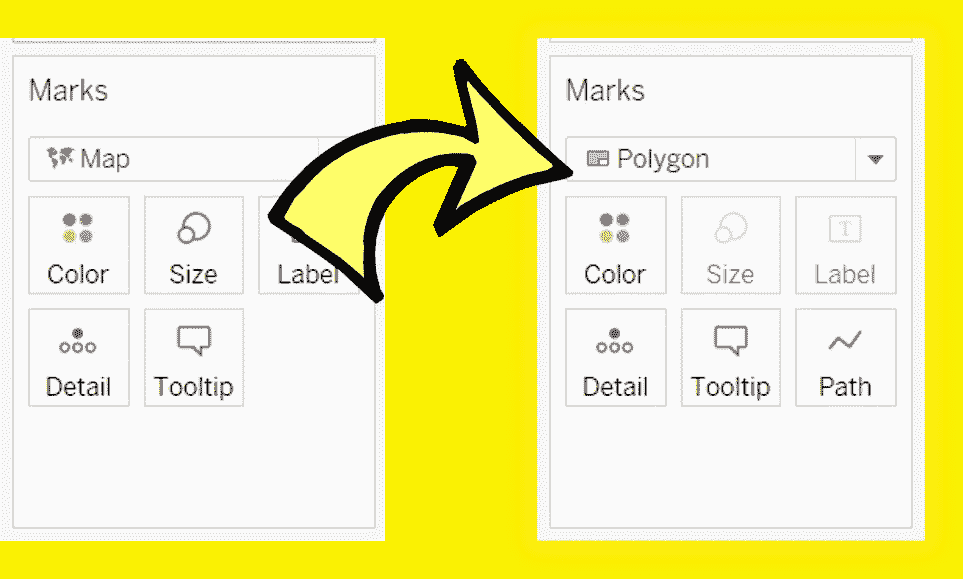 Marks
Map
Color Size Label
Detail Tooltip
Marks
Polygon
Color Size Label
Detail Tooltip Path